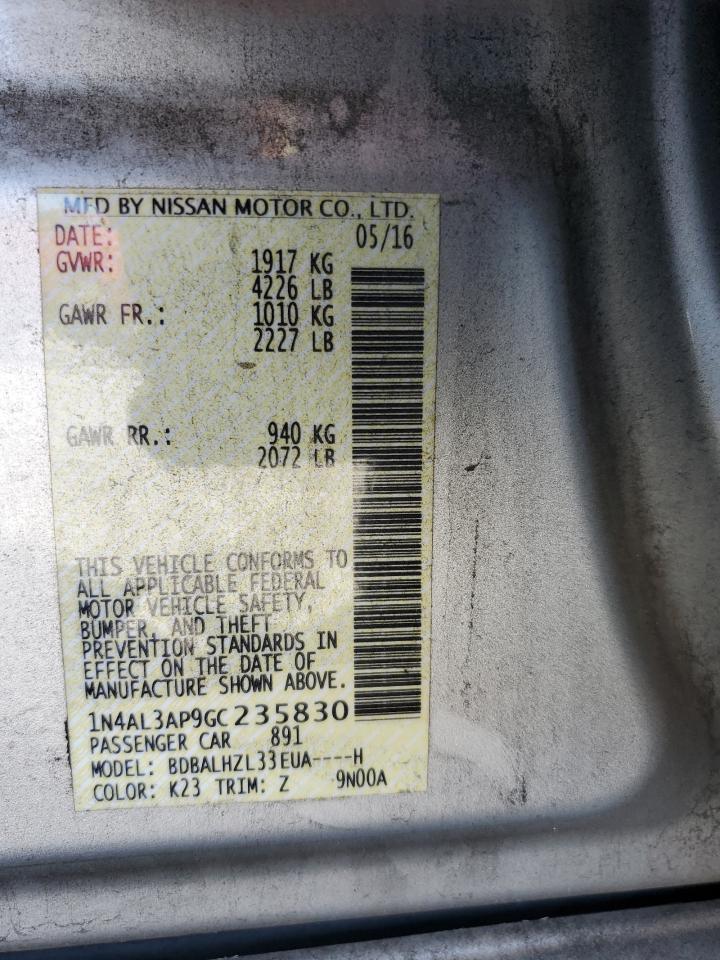 MFD BY NISSAN MOTOR CO., LTD.
DATE: 05/16
GVWR: 1917 KG
4226 LB
GAWR FR.: 1010 KG
2227 LB
GAWR RR.: 940 KG
2072 LB
THIS VEHICLE CONFORMS TO
ALL APPLICABLE FEDERAL
MOTOR VEHICLE SAFETY,
BUMPER, AND THEFT
PREVENTION STANDARDS IN
EFFECT ON THE DATE OF
MANUFACTURE SHOWN ABOVE.
1N4AL3AP9GC235830
PASSENGER CAR 891
MODEL: BDBALHZL33EUA----H
COLOR: K23 TRIM: Z 9N00A